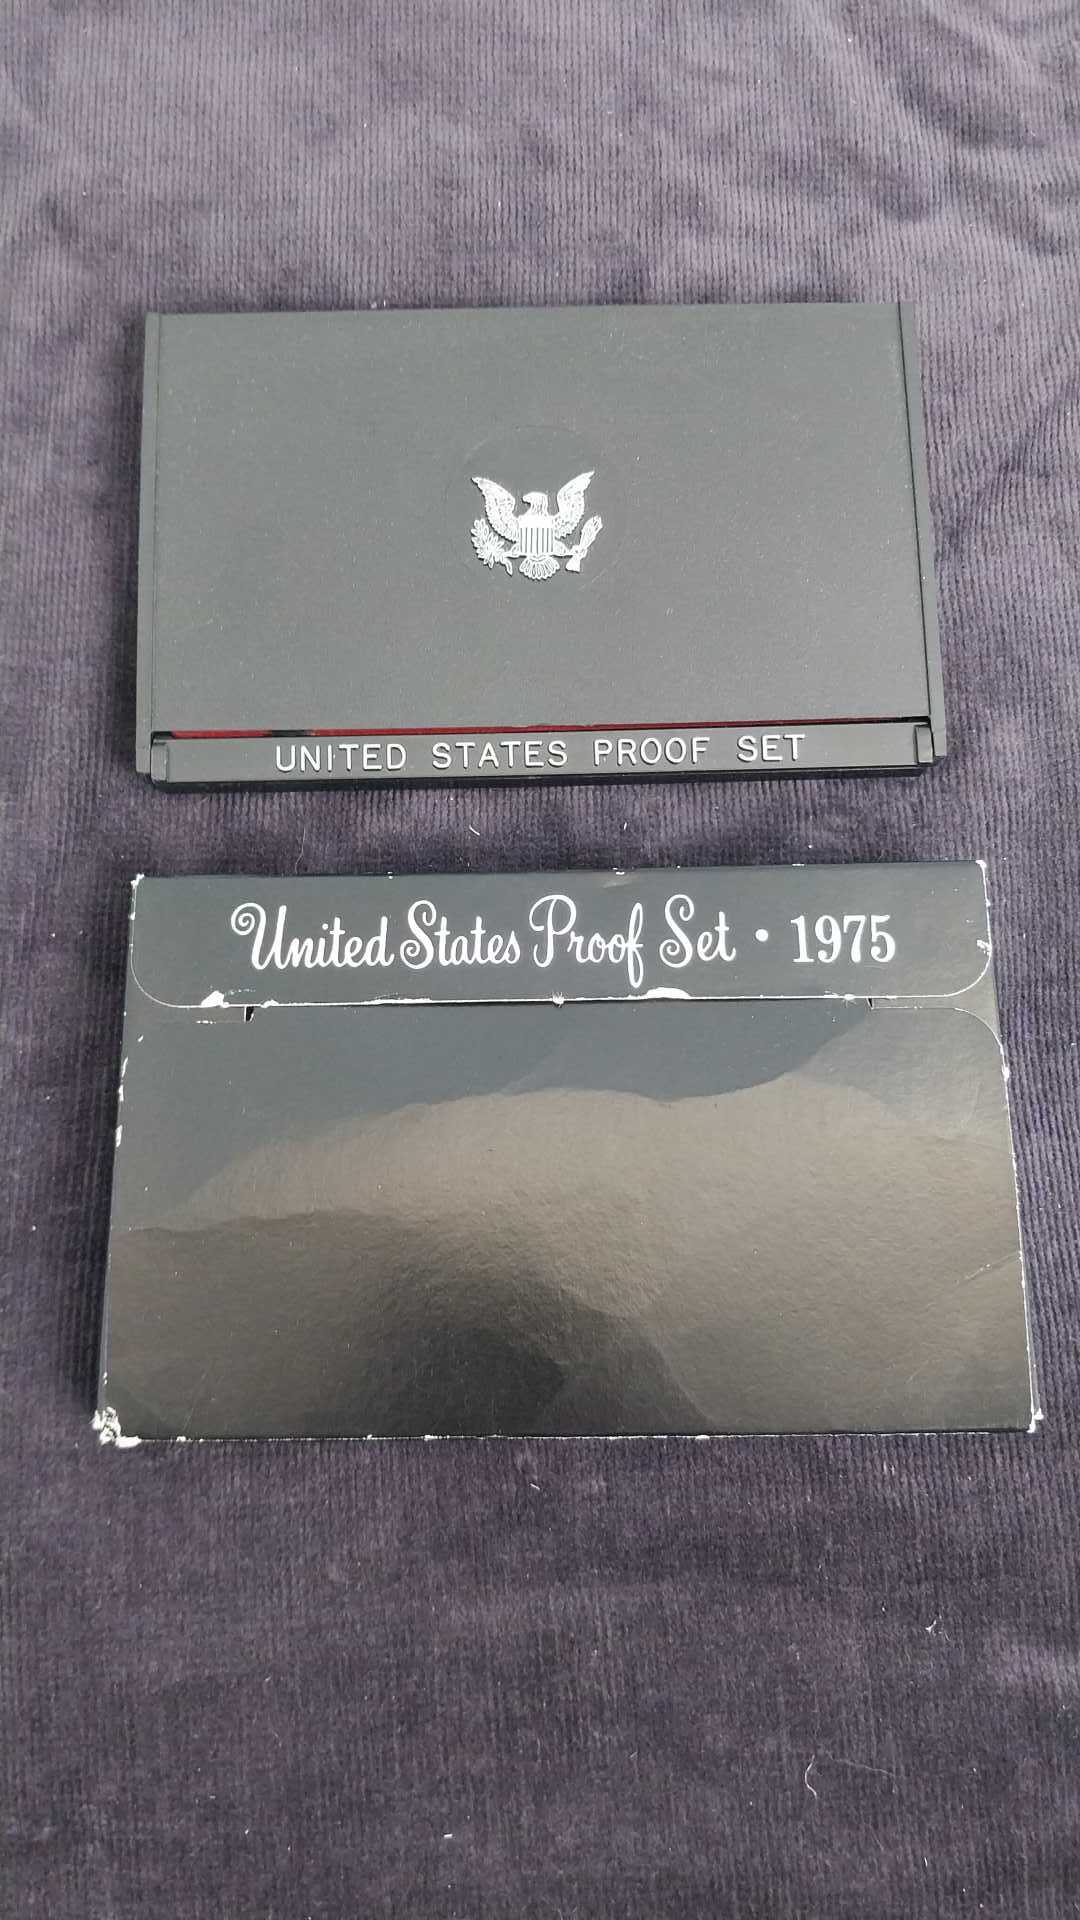 UNITED STATES PROOF SET
United States Proof Set • 1975